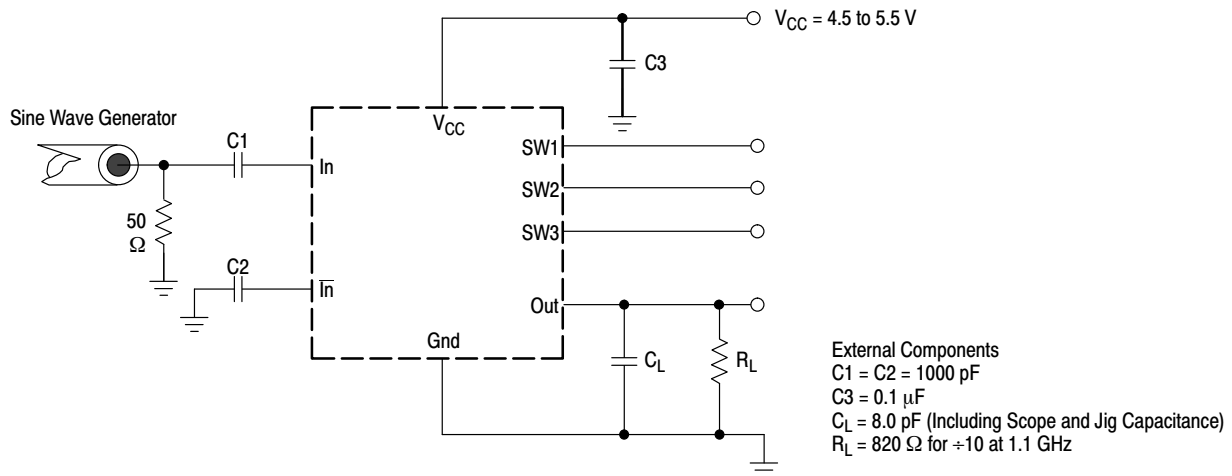 V_CC = 4.5 to 5.5 V
C3
Sine Wave Generator
V_CC
C1
SW1
In
SW2
50
Ω
SW3
C2
I̅n̅
Out
Gnd
C_L
R_L
External Components
C1 = C2 = 1000 pF
C3 = 0.1 μF
C_L = 8.0 pF (Including Scope and Jig Capacitance)
R_L = 820 Ω for ÷10 at 1.1 GHz